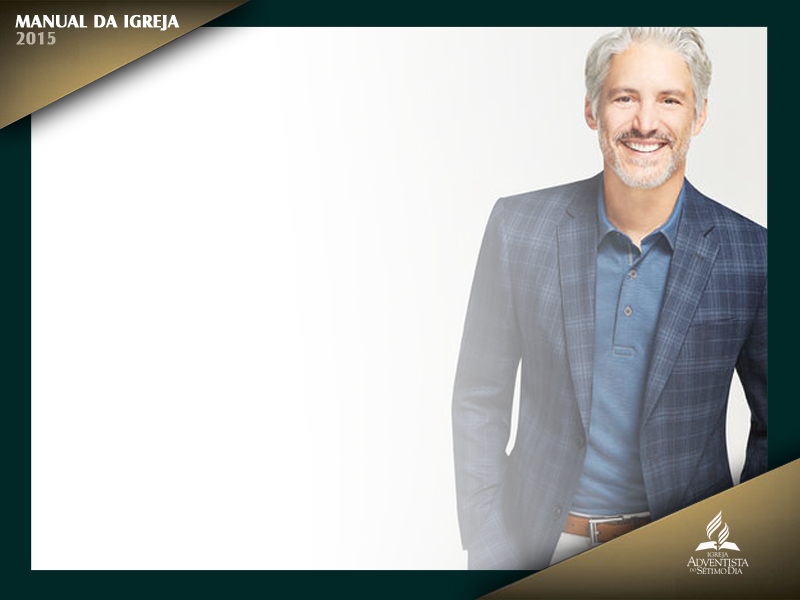 MANUAL DA IGREJA
2015
IGREJA
ADVENTISTA
DO SÉTIMO DIA